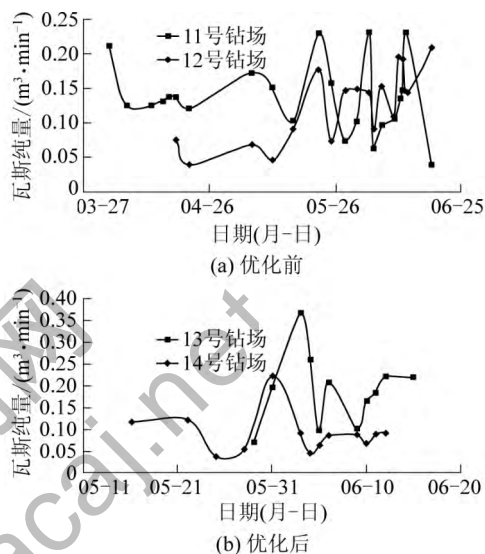 0.25
0.20
0.15
0.10
0.05
0
瓦斯纯量/(m³·min⁻¹)
11号钻场
12号钻场
03-27 04-26 05-26 06-25
日期(月-日)
(a) 优化前
0.40
0.35
0.30
0.25
0.20
0.15
0.10
0.05
0
瓦斯纯量/(m³·min⁻¹)
13号钻场
14号钻场
05-11 05-21 05-31 06-10 06-20
日期(月-日)
(b) 优化后
网
acaj.net